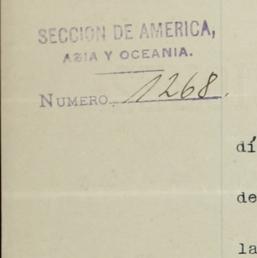 SECCION DE AMERICA,
ASIA Y OCEANIA.
NUMERO 1268.
dí
de
la